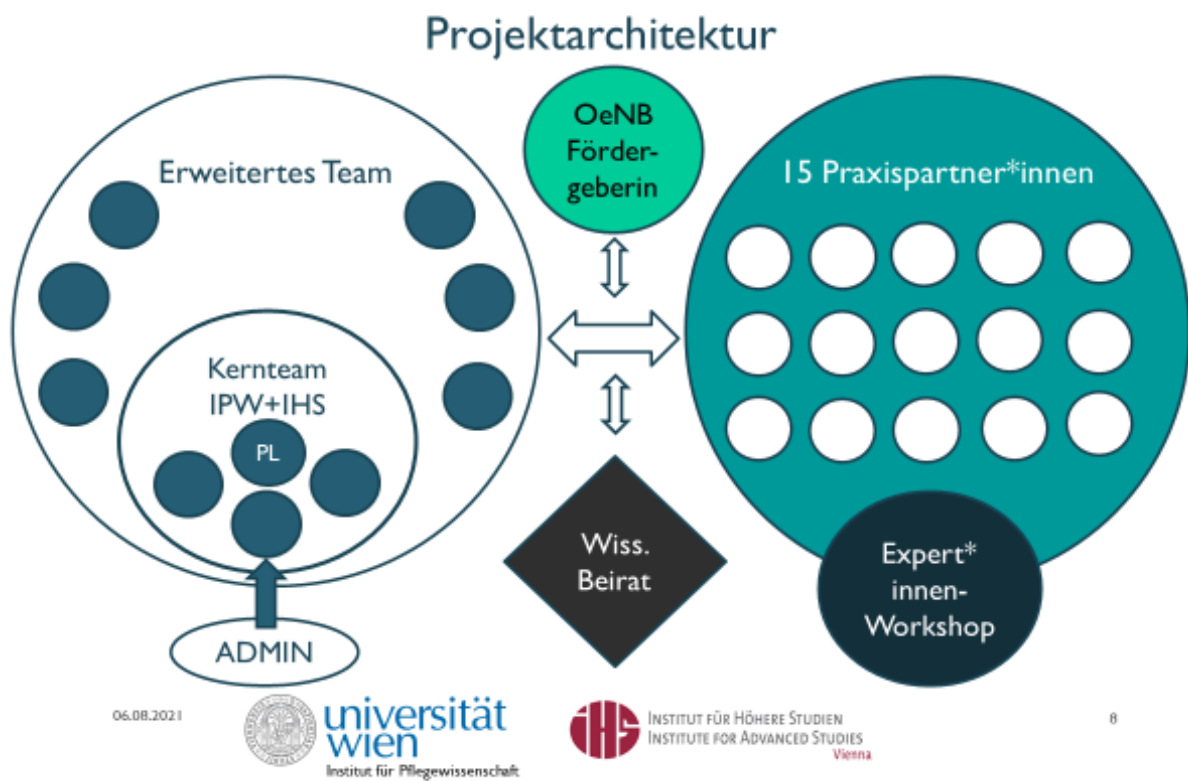 Projektarchitektur
Erweitertes Team
Kernteam
IPW+IHS
PL
ADMIN
OeNB
Förder-
geberin
Wiss.
Beirat
15 Praxispartner*innen
Expert*
innen-
Workshop
06.08.2021
universität
wien
Institut für Pflegewissenschaft
iHS
INSTITUT FÜR HÖHERE STUDIEN
INSTITUTE FOR ADVANCED STUDIES
Vienna
8